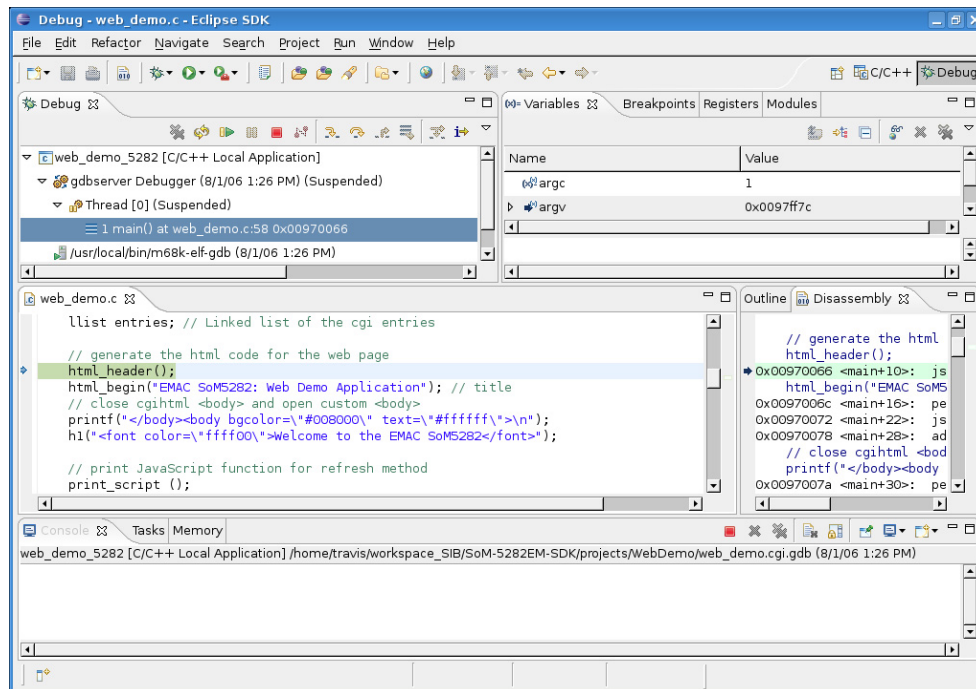 Debug - web_demo.c - Eclipse SDK
File Edit Refactor Navigate Search Project Run Window Help
C/C++ Debug
Debug
web_demo_5282 [C/C++ Local Application]
gdbserver Debugger (8/1/06 1:26 PM) (Suspended)
Thread [0] (Suspended)
1 main() at web_demo.c:58 0x00970066
/usr/local/bin/m68k-elf-gdb (8/1/06 1:26 PM)
(x)= Variables Breakpoints Registers Modules
Name Value
argc 1
argv 0x0097ff7c
web_demo.c
llist entries; // Linked list of the cgi entries
// generate the html code for the web page
html_header();
html_begin("EMAC SoM5282: Web Demo Application"); // title
// close cgihtml <body> and open custom <body>
printf("</body><body bgcolor=\"#008000\" text=\"#ffffff\">\n");
h1("<font color=\"ffff00\">Welcome to the EMAC SoM5282</font>");
// print JavaScript function for refresh method
print_script ();
Outline Disassembly
// generate the html
html_header();
0x00970066 <main+10>: js
html_begin("EMAC SoM5
0x0097006c <main+16>: pe
0x00970072 <main+22>: js
0x00970078 <main+28>: ad
// close cgihtml <bod
printf("</body><body
0x0097007a <main+30>: pe
Console Tasks Memory
web_demo_5282 [C/C++ Local Application] /home/travis/workspace_SIB/SoM-5282EM-SDK/projects/WebDemo/web_demo.cgi.gdb (8/1/06 1:26 PM)